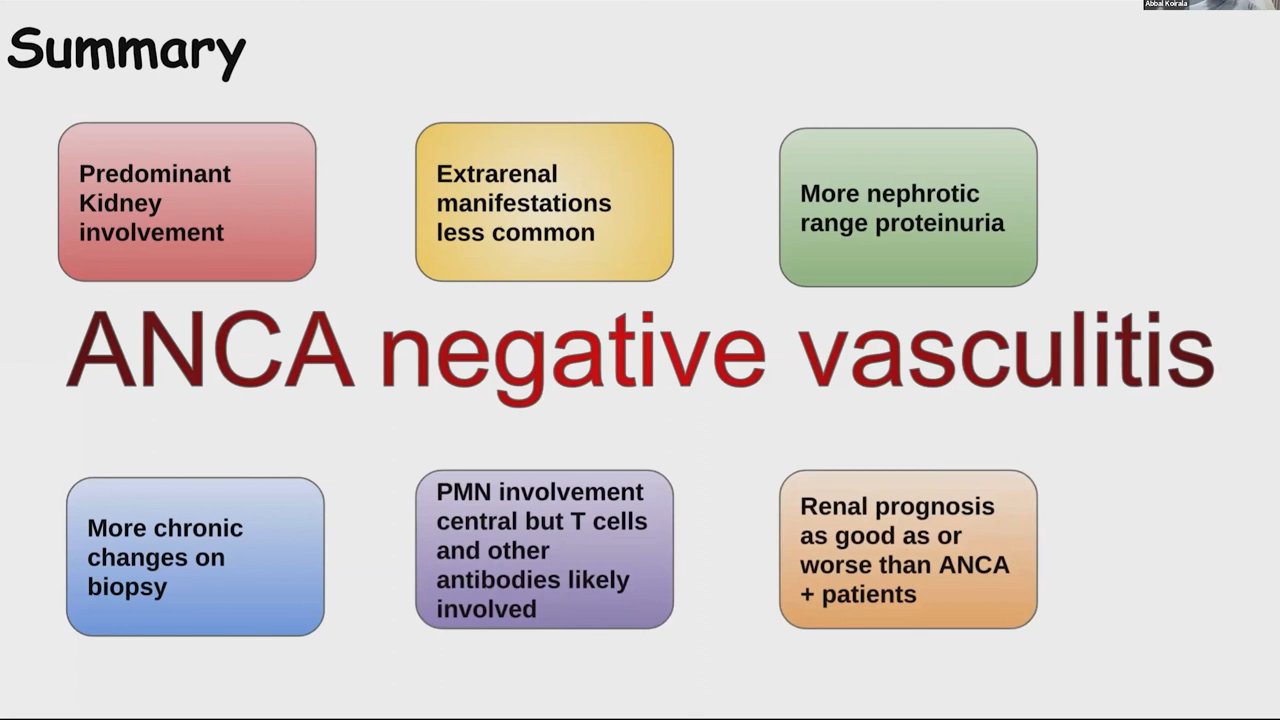 Abbal Koirala
Summary
Predominant
Kidney
involvement
Extrarenal
manifestations
less common
More nephrotic
range proteinuria
ANCA negative vasculitis
More chronic
changes on
biopsy
PMN involvement
central but T cells
and other
antibodies likely
involved
Renal prognosis
as good as or
worse than ANCA
+ patients